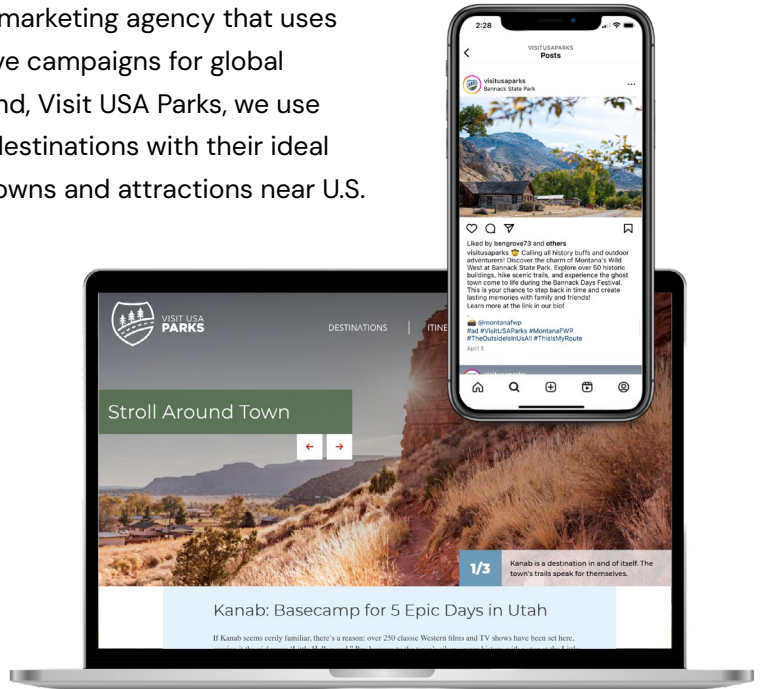 marketing agency that uses
ve campaigns for global
nd, Visit USA Parks, we use
destinations with their ideal
owns and attractions near U.S.
2:28
VISITUSAPARKS
Posts
visitusaparks
Bannack State Park
Liked by bengrove73 and others
visitusaparks 🤠 Calling all history buffs and outdoor
adventurers! Discover the charm of Montana's Wild
West at Bannack State Park. Explore over 50 historic
buildings, hike scenic trails, and experience the ghost
town come to life during the Bannack Days Festival.
This is your chance to step back in time and create
lasting memories with family and friends!
Learn more at the link in our bio!
.
📸 @montanafwp
#ad #VisitUSAParks #MontanaFWP
#TheOutsideIsInUsAll #ThisIsMyRoute
April 5
VISIT USA
PARKS
DESTINATIONS | ITINE
Stroll Around Town
1/3
Kanab is a destination in and of itself. The
town's trails speak for themselves.
Kanab: Basecamp for 5 Epic Days in Utah
If Kanab seems eerily familiar, there's a reason: over 250 classic Western films and TV shows have been set here,